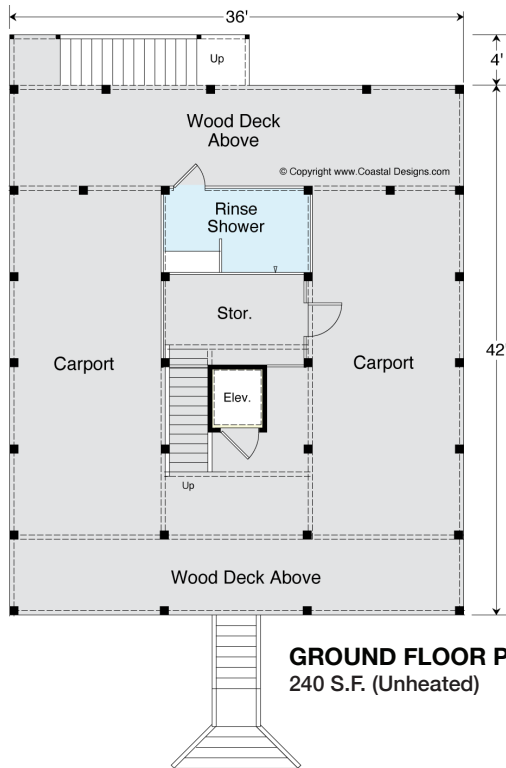 36'
Up
4'
Wood Deck
Above
© Copyright www.Coastal Designs.com
Rinse
Shower
Stor.
Carport
Carport
42'
Elev.
Up
Wood Deck Above
GROUND FLOOR P
240 S.F. (Unheated)